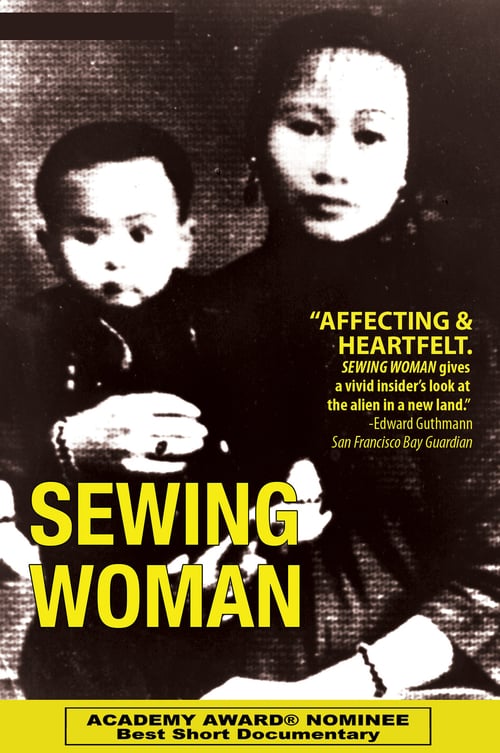 “AFFECTING &
HEARTFELT.
SEWING WOMAN gives
a vivid insider’s look at
the alien in a new land.”
-Edward Guthmann
San Francisco Bay Guardian
SEWING
WOMAN
ACADEMY AWARD® NOMINEE
Best Short Documentary